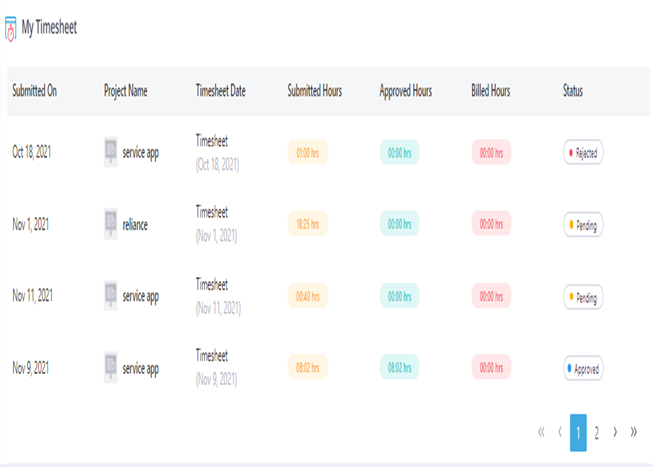 My Timesheet
Submitted On Project Name Timesheet Date Submitted Hours Approved Hours Billed Hours Status
Oct 18, 2021 service app Timesheet (Oct 18, 2021) 01:00 hrs 00:00 hrs 00:00 hrs Rejected
Nov 1, 2021 reliance Timesheet (Nov 1, 2021) 18:25 hrs 00:00 hrs 00:00 hrs Pending
Nov 11, 2021 service app Timesheet (Nov 11, 2021) 00:40 hrs 00:00 hrs 00:00 hrs Pending
Nov 9, 2021 service app Timesheet (Nov 9, 2021) 08:02 hrs 08:02 hrs 00:00 hrs Approved
« ‹ 1 2 › »